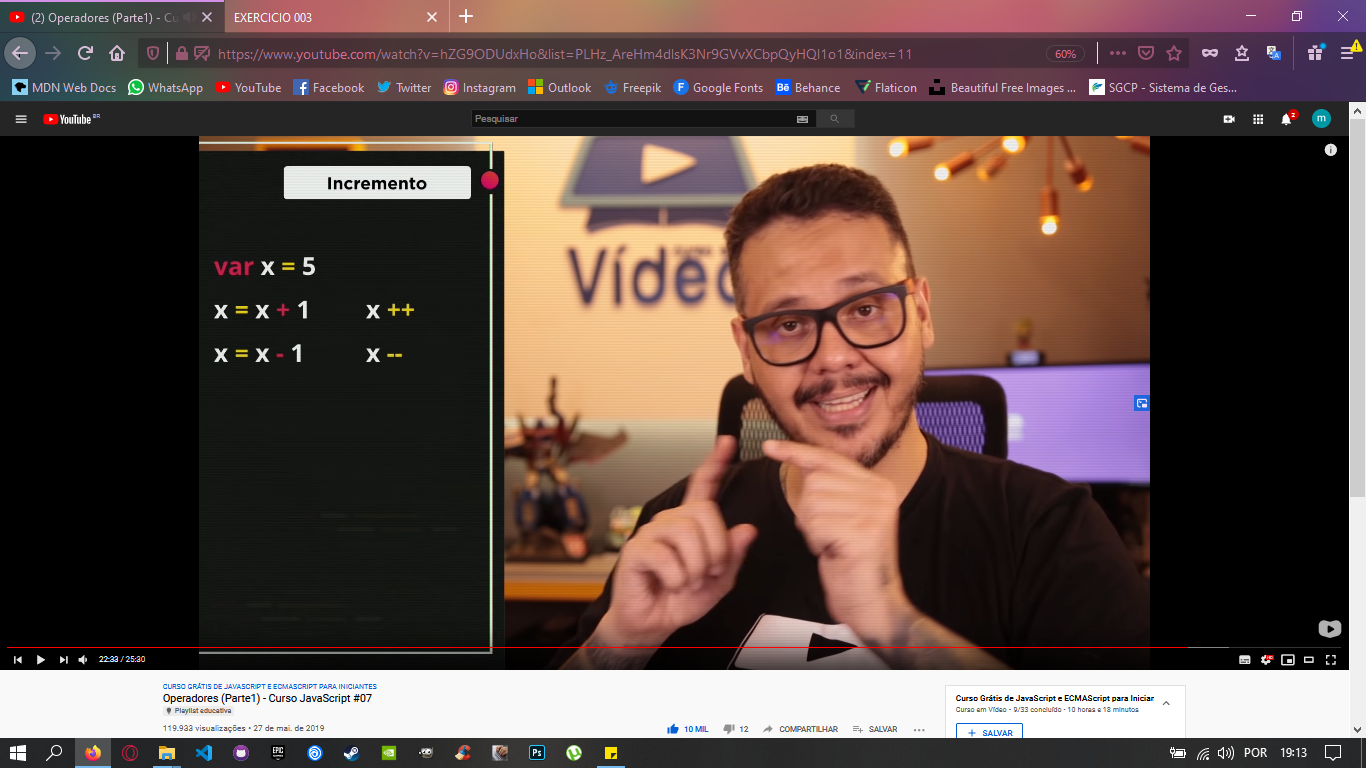 (2) Operadores (Parte1) - Cu
EXERCICIO 003
https://www.youtube.com/watch?v=hZG9ODUdxHo&list=PLHz_AreHm4dlsK3Nr9GVvXCbpQyHQl1o1&index=11
60%
MDN Web Docs
WhatsApp
YouTube
Facebook
Twitter
Instagram
Outlook
Freepik
Google Fonts
Behance
Flaticon
Beautiful Free Images ...
SGCP - Sistema de Ges...
YouTube BR
Pesquisar
2
m
Incremento
var x = 5
x = x + 1 x ++
x = x - 1 x --
Víde
22:33 / 25:30
CURSO GRÁTIS DE JAVASCRIPT E ECMASCRIPT PARA INICIANTES
Operadores (Parte1) - Curso JavaScript #07
Playlist educativa
119.933 visualizações • 27 de mai. de 2019
10 MIL
12
COMPARTILHAR
SALVAR
Curso Grátis de JavaScript e ECMAScript para Iniciar
Curso em Vídeo • 9/33 concluído • 10 horas e 18 minutos
+ SALVAR
EPIC
Ps
POR
19:13